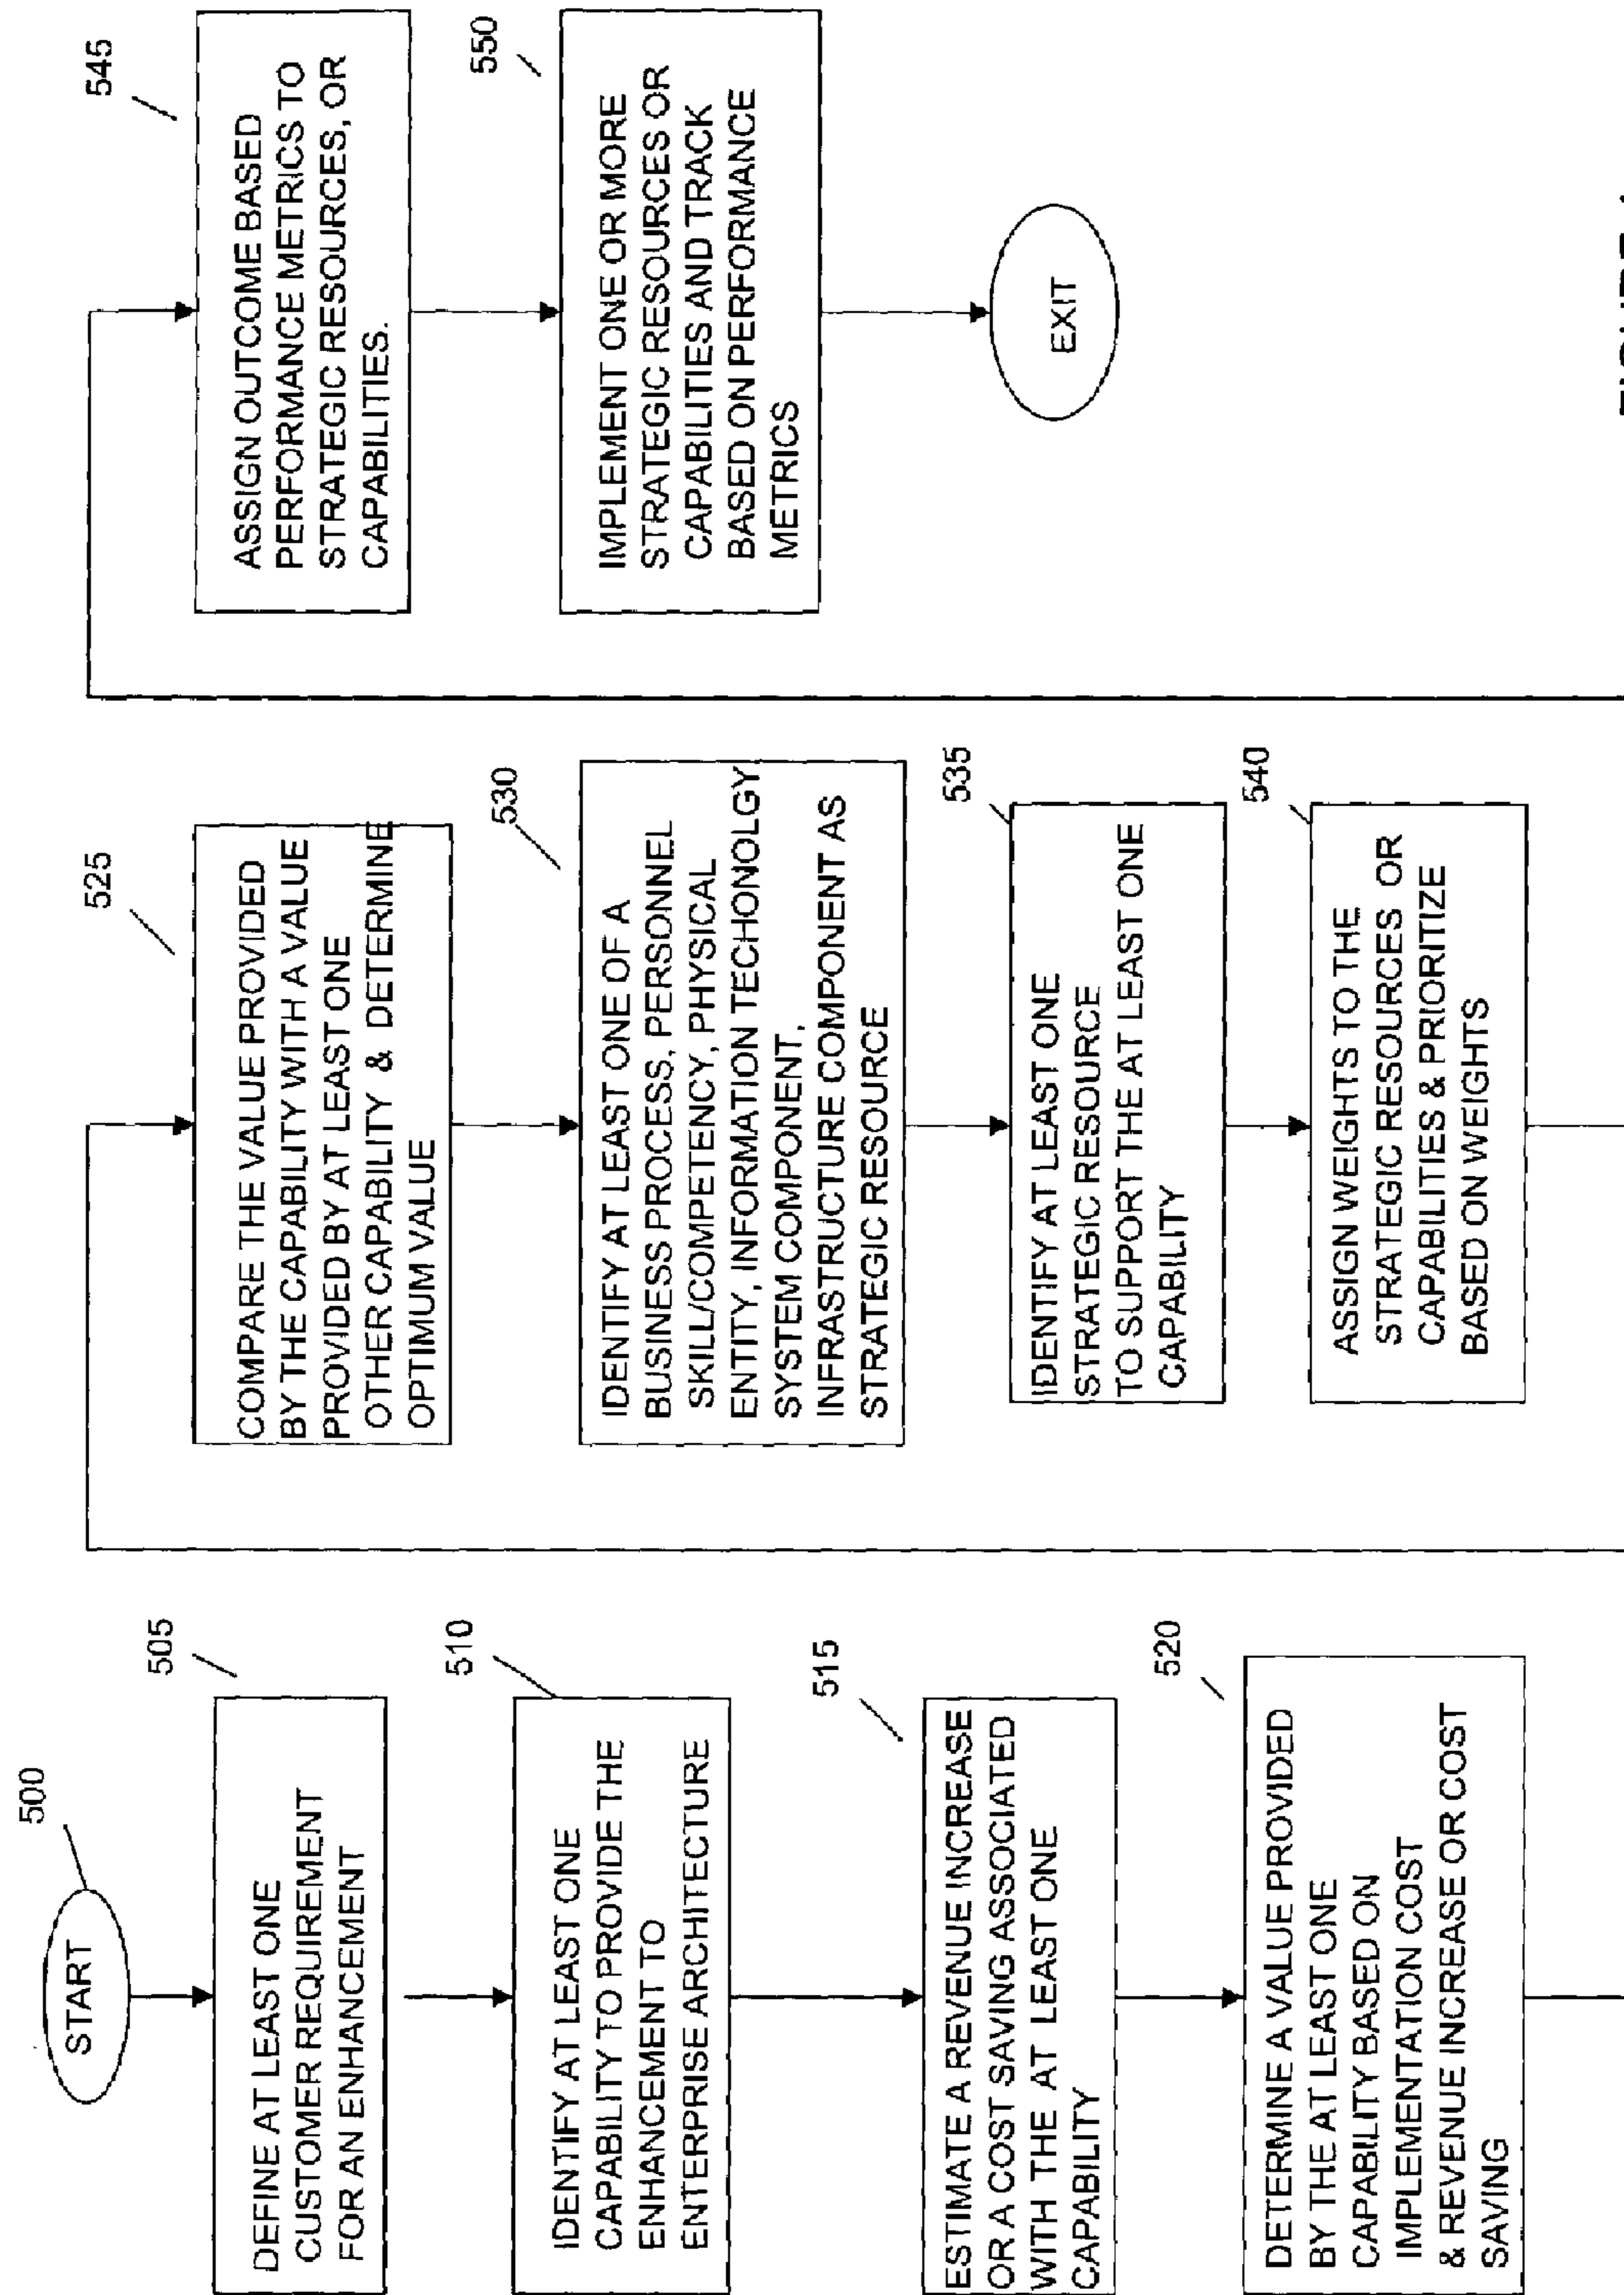 START
500
DEFINE AT LEAST ONE
CUSTOMER REQUIREMENT
FOR AN ENHANCEMENT
505
IDENTIFY AT LEAST ONE
CAPABILITY TO PROVIDE THE
ENHANCEMENT TO
ENTERPRISE ARCHITECTURE
510
ESTIMATE A REVENUE INCREASE
OR A COST SAVING ASSOCIATED
WITH THE AT LEAST ONE
CAPABILITY
515
DETERMINE A VALUE PROVIDED
BY THE AT LEAST ONE
CAPABILITY BASED ON
IMPLEMENTATION COST
& REVENUE INCREASE OR COST
SAVING
520
COMPARE THE VALUE PROVIDED
BY THE CAPABILITY WITH A VALUE
PROVIDED BY AT LEAST ONE
OTHER CAPABILITY & DETERMINE
OPTIMUM VALUE
525
IDENTIFY AT LEAST ONE OF A
BUSINESS PROCESS, PERSONNEL
SKILL/COMPETENCY, PHYSICAL
ENTITY, INFORMATION TECHONOLGY
SYSTEM COMPONENT,
INFRASTRUCTURE COMPONENT AS
STRATEGIC RESOURCE
530
IDENTIFY AT LEAST ONE
STRATEGIC RESOURCE
TO SUPPORT THE AT LEAST ONE
CAPABILITY
535
ASSIGN WEIGHTS TO THE
STRATEGIC RESOURCES OR
CAPABILITIES & PRIORITIZE
BASED ON WEIGHTS
540
ASSIGN OUTCOME BASED
PERFORMANCE METRICS TO
STRATEGIC RESOURCES, OR
CAPABILITIES.
545
IMPLEMENT ONE OR MORE
STRATEGIC RESOURCES OR
CAPABILITIES AND TRACK
BASED ON PERFORMANCE
METRICS
550
EXIT